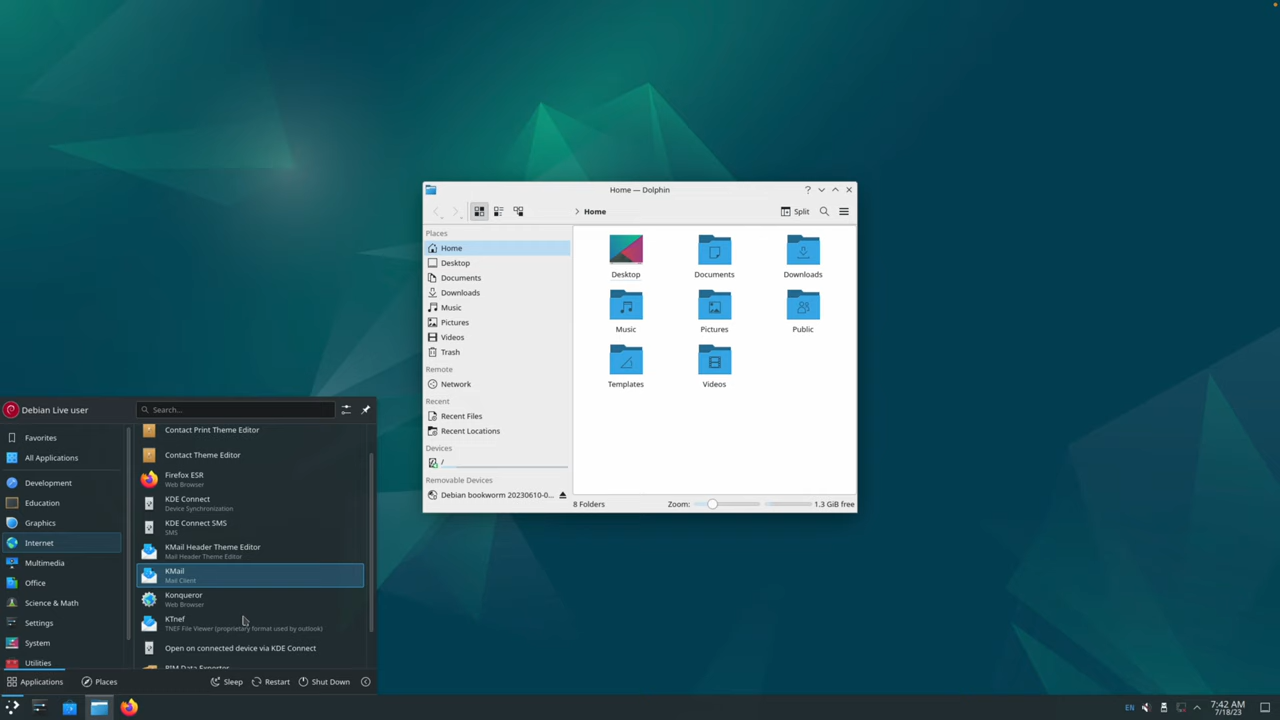 Home — Dolphin
Home
Split
Places
Home
Desktop
Documents
Downloads
Music
Pictures
Videos
Trash
Remote
Network
Recent
Recent Files
Recent Locations
Devices
/
Removable Devices
Debian bookworm 20230610-0...
Desktop
Documents
Downloads
Music
Pictures
Public
Templates
Videos
8 Folders
Zoom:
1.3 GiB free
Debian Live user
Search...
Favorites
All Applications
Development
Education
Graphics
Internet
Multimedia
Office
Science & Math
Settings
System
Utilities
Contact Print Theme Editor
Contact Theme Editor
Firefox ESR
Web Browser
KDE Connect
Device Synchronization
KDE Connect SMS
SMS
KMail Header Theme Editor
Mail Header Theme Editor
KMail
Mail Client
Konqueror
Web Browser
KTnef
TNEF File Viewer (proprietary format used by outlook)
Open on connected device via KDE Connect
PIM Data Exporter
Applications
Places
Sleep
Restart
Shut Down
EN
7:42 AM
7/18/23